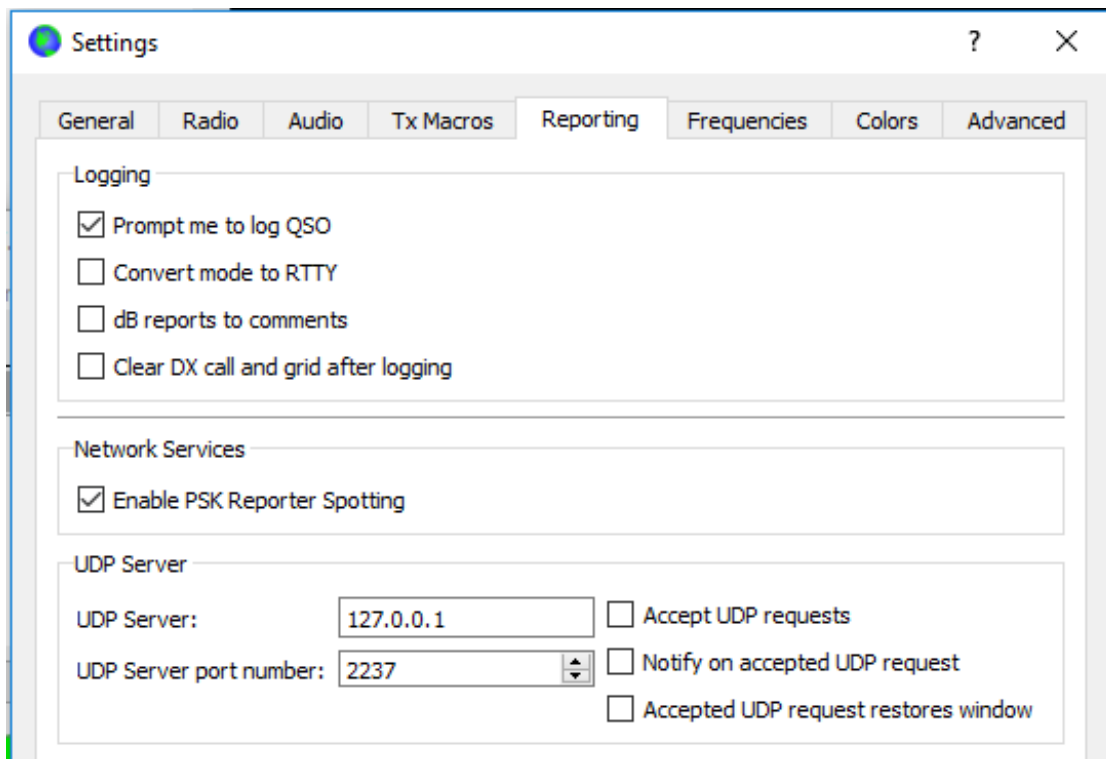 Settings
?
General Radio Audio Tx Macros Reporting Frequencies Colors Advanced
Logging
Prompt me to log QSO
Convert mode to RTTY
dB reports to comments
Clear DX call and grid after logging
Network Services
Enable PSK Reporter Spotting
UDP Server
UDP Server: 127.0.0.1 Accept UDP requests
UDP Server port number: 2237 Notify on accepted UDP request
Accepted UDP request restores window